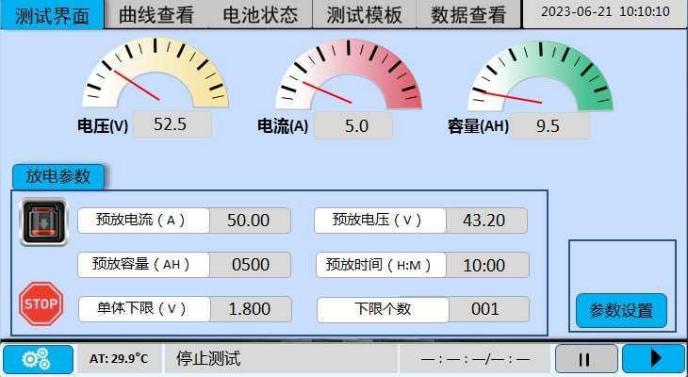 测试界面 曲线查看 电池状态 测试模板 数据查看 2023-06-21 10:10:10
电压(V) 52.5 电流(A) 5.0 容量(AH) 9.5
放电参数
预放电流(A) 50.00 预放电压(V) 43.20
预放容量(AH) 0500 预放时间(H:M) 10:00
STOP 单体下限(V) 1.800 下限个数 001
参数设置
AT: 29.9°C 停止测试 —:—:—/—:—